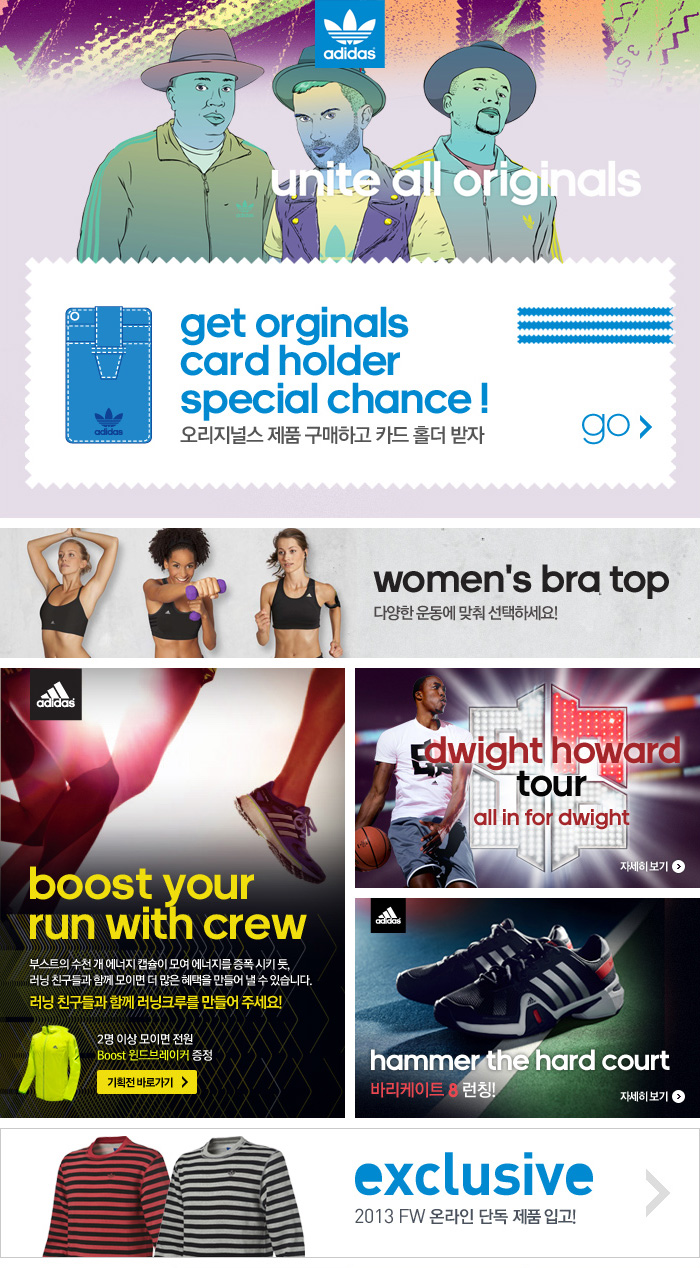 3 STR
adidas
unite all originals
get orginals
card holder
special chance !
오리지널스 제품 구매하고 카드 홀더 받자
adidas
go >
women's bra top
다양한 운동에 맞춰 선택하세요!
adidas
boost your
run with crew
부스트의 수천 개 에너지 캡슐이 모여 에너지를 증폭 시키 듯,
러닝 친구들과 함께 모이면 더 많은 혜택을 만들어 낼 수 있습니다.
러닝 친구들과 함께 러닝크루를 만들어 주세요!
2명 이상 모이면 전원
Boost 윈드브레이커 증정
기획전 바로가기 >
dwight howard
tour
all in for dwight
자세히 보기
adidas
hammer the hard court
바리케이트 8 런칭!
자세히 보기
exclusive
2013 FW 온라인 단독 제품 입고!